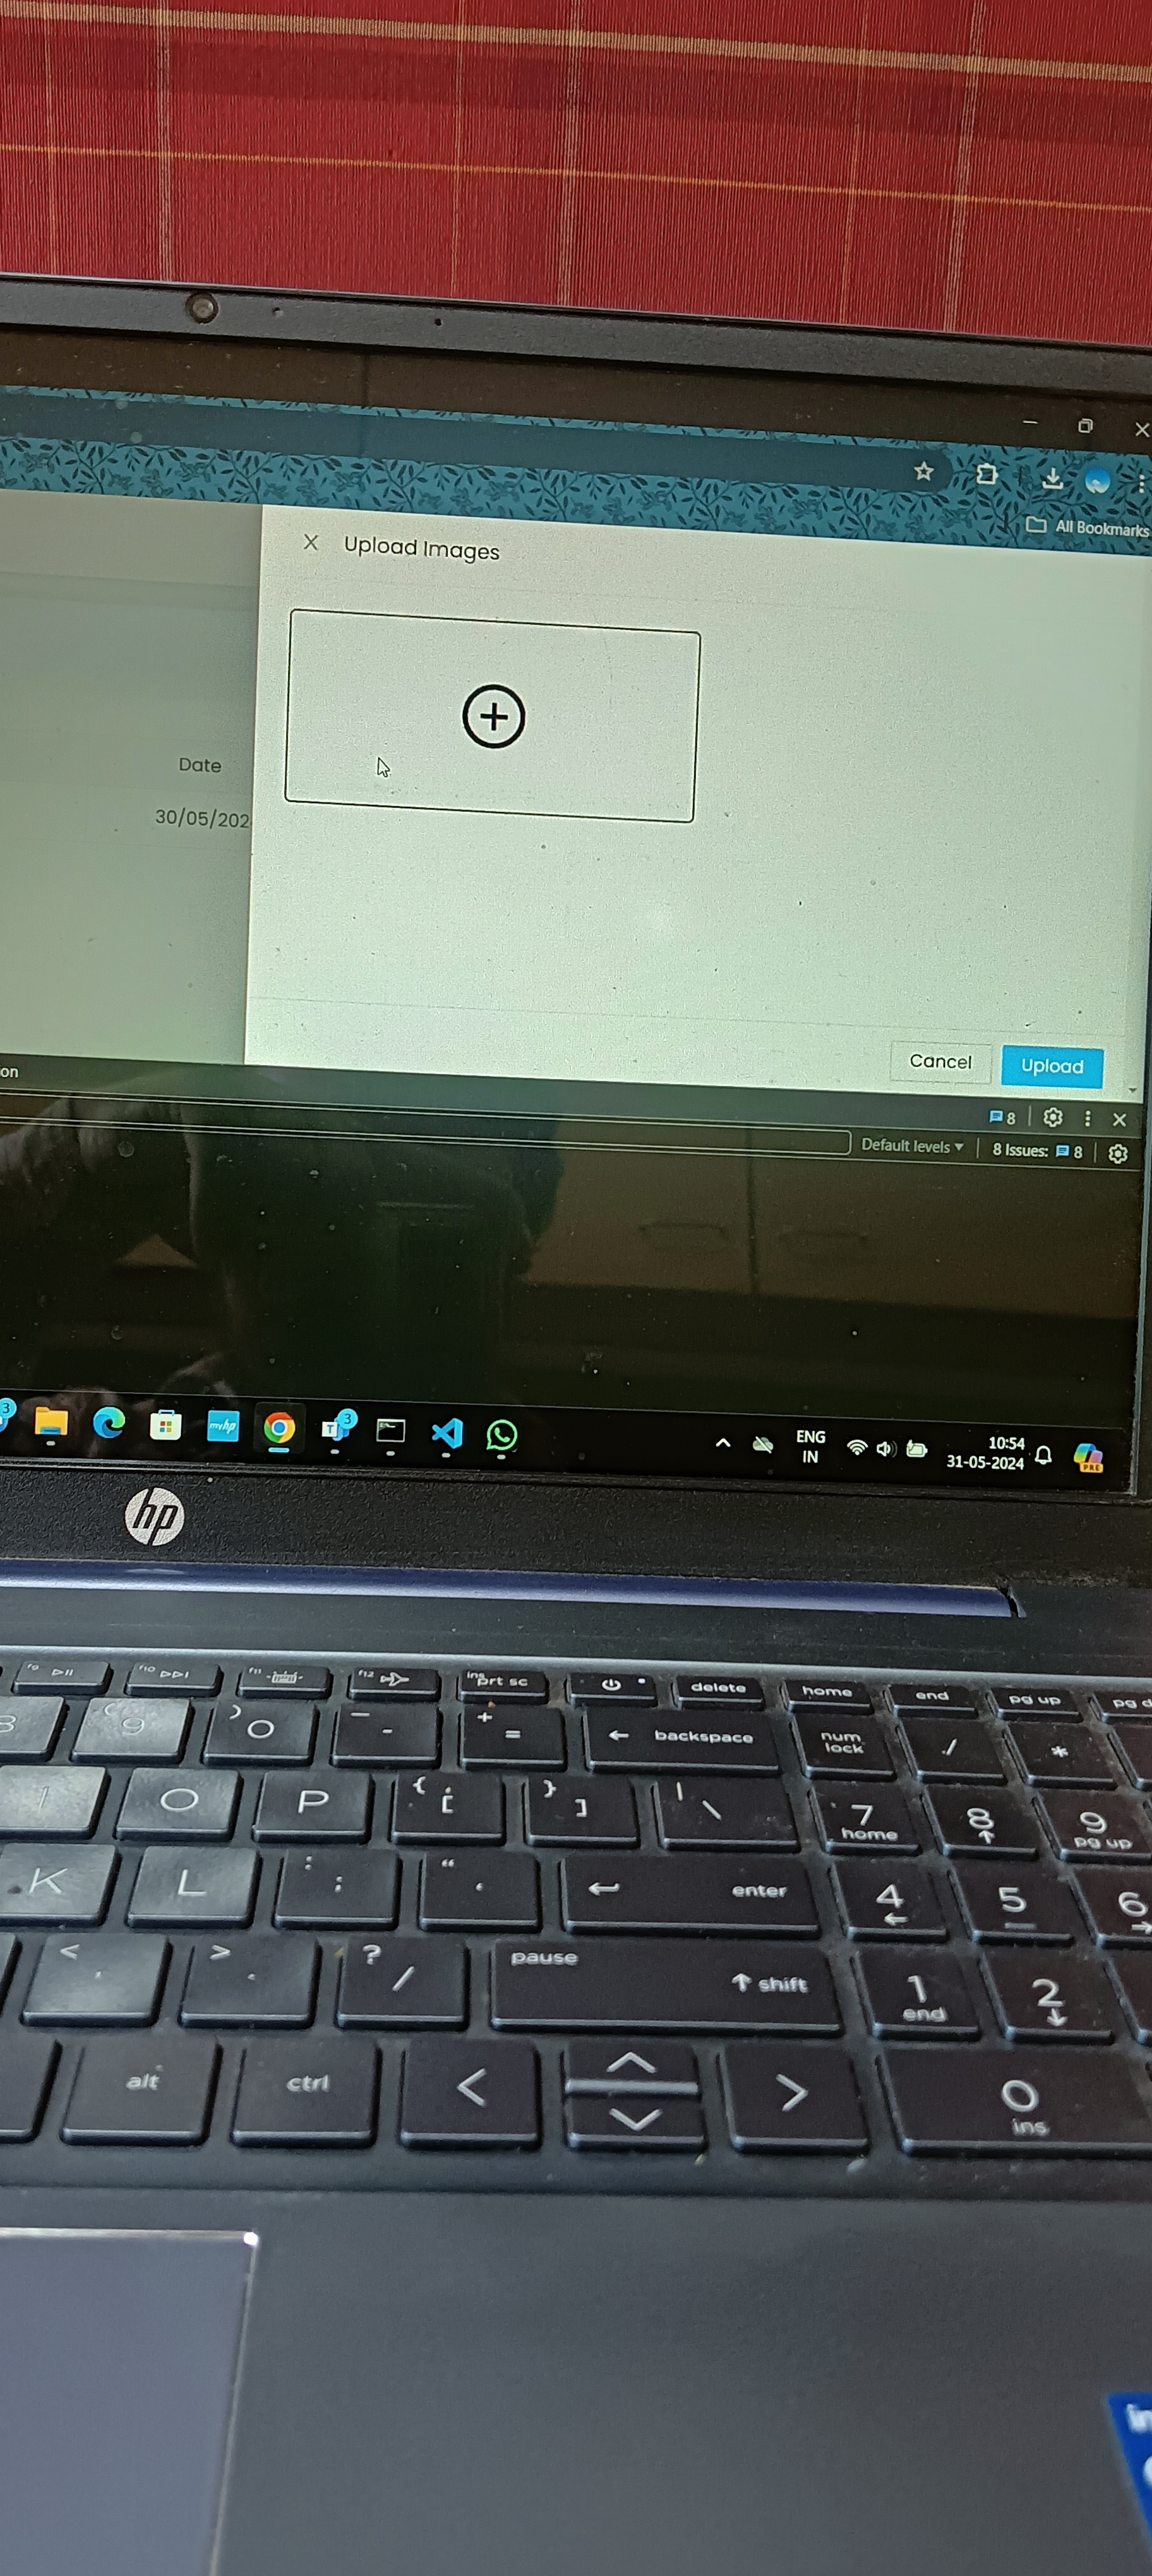 All Bookmarks
Upload Images
Date
30/05/202
Cancel
Upload
on
8
Default levels
8 Issues:
8
3
myhp
3
ENG
IN
10:54
31-05-2024
PRE
hp
f9
f10
f11
f12
ins
prt sc
delete
home
end
pg up
pg d
( 9
) 0
_ -
+ =
backspace
num
lock
/
*
O
P
{ [
} ]
| \
7
home
8
9
pg up
K
L
: ;
enter
4
5
6
< ,
> .
? /
pause
shift
1
end
2
alt
ctrl
0
ins